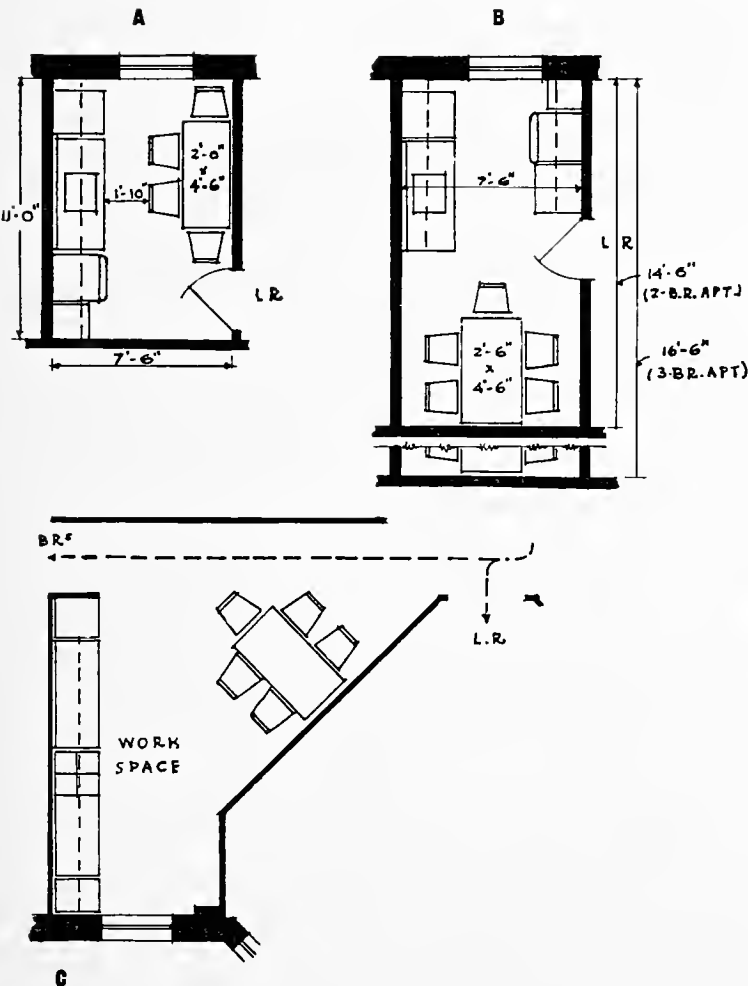 A
B
2'-0"
x
4'-6"
1'-10"
11'-0"
L R
7'-6"
7'-6"
L R
14'-6"
(2-B.R. APT.)
16'-6"
(3-BR. APT)
2'-6"
x
4'-6"
BRS
L.R
WORK
SPACE
C